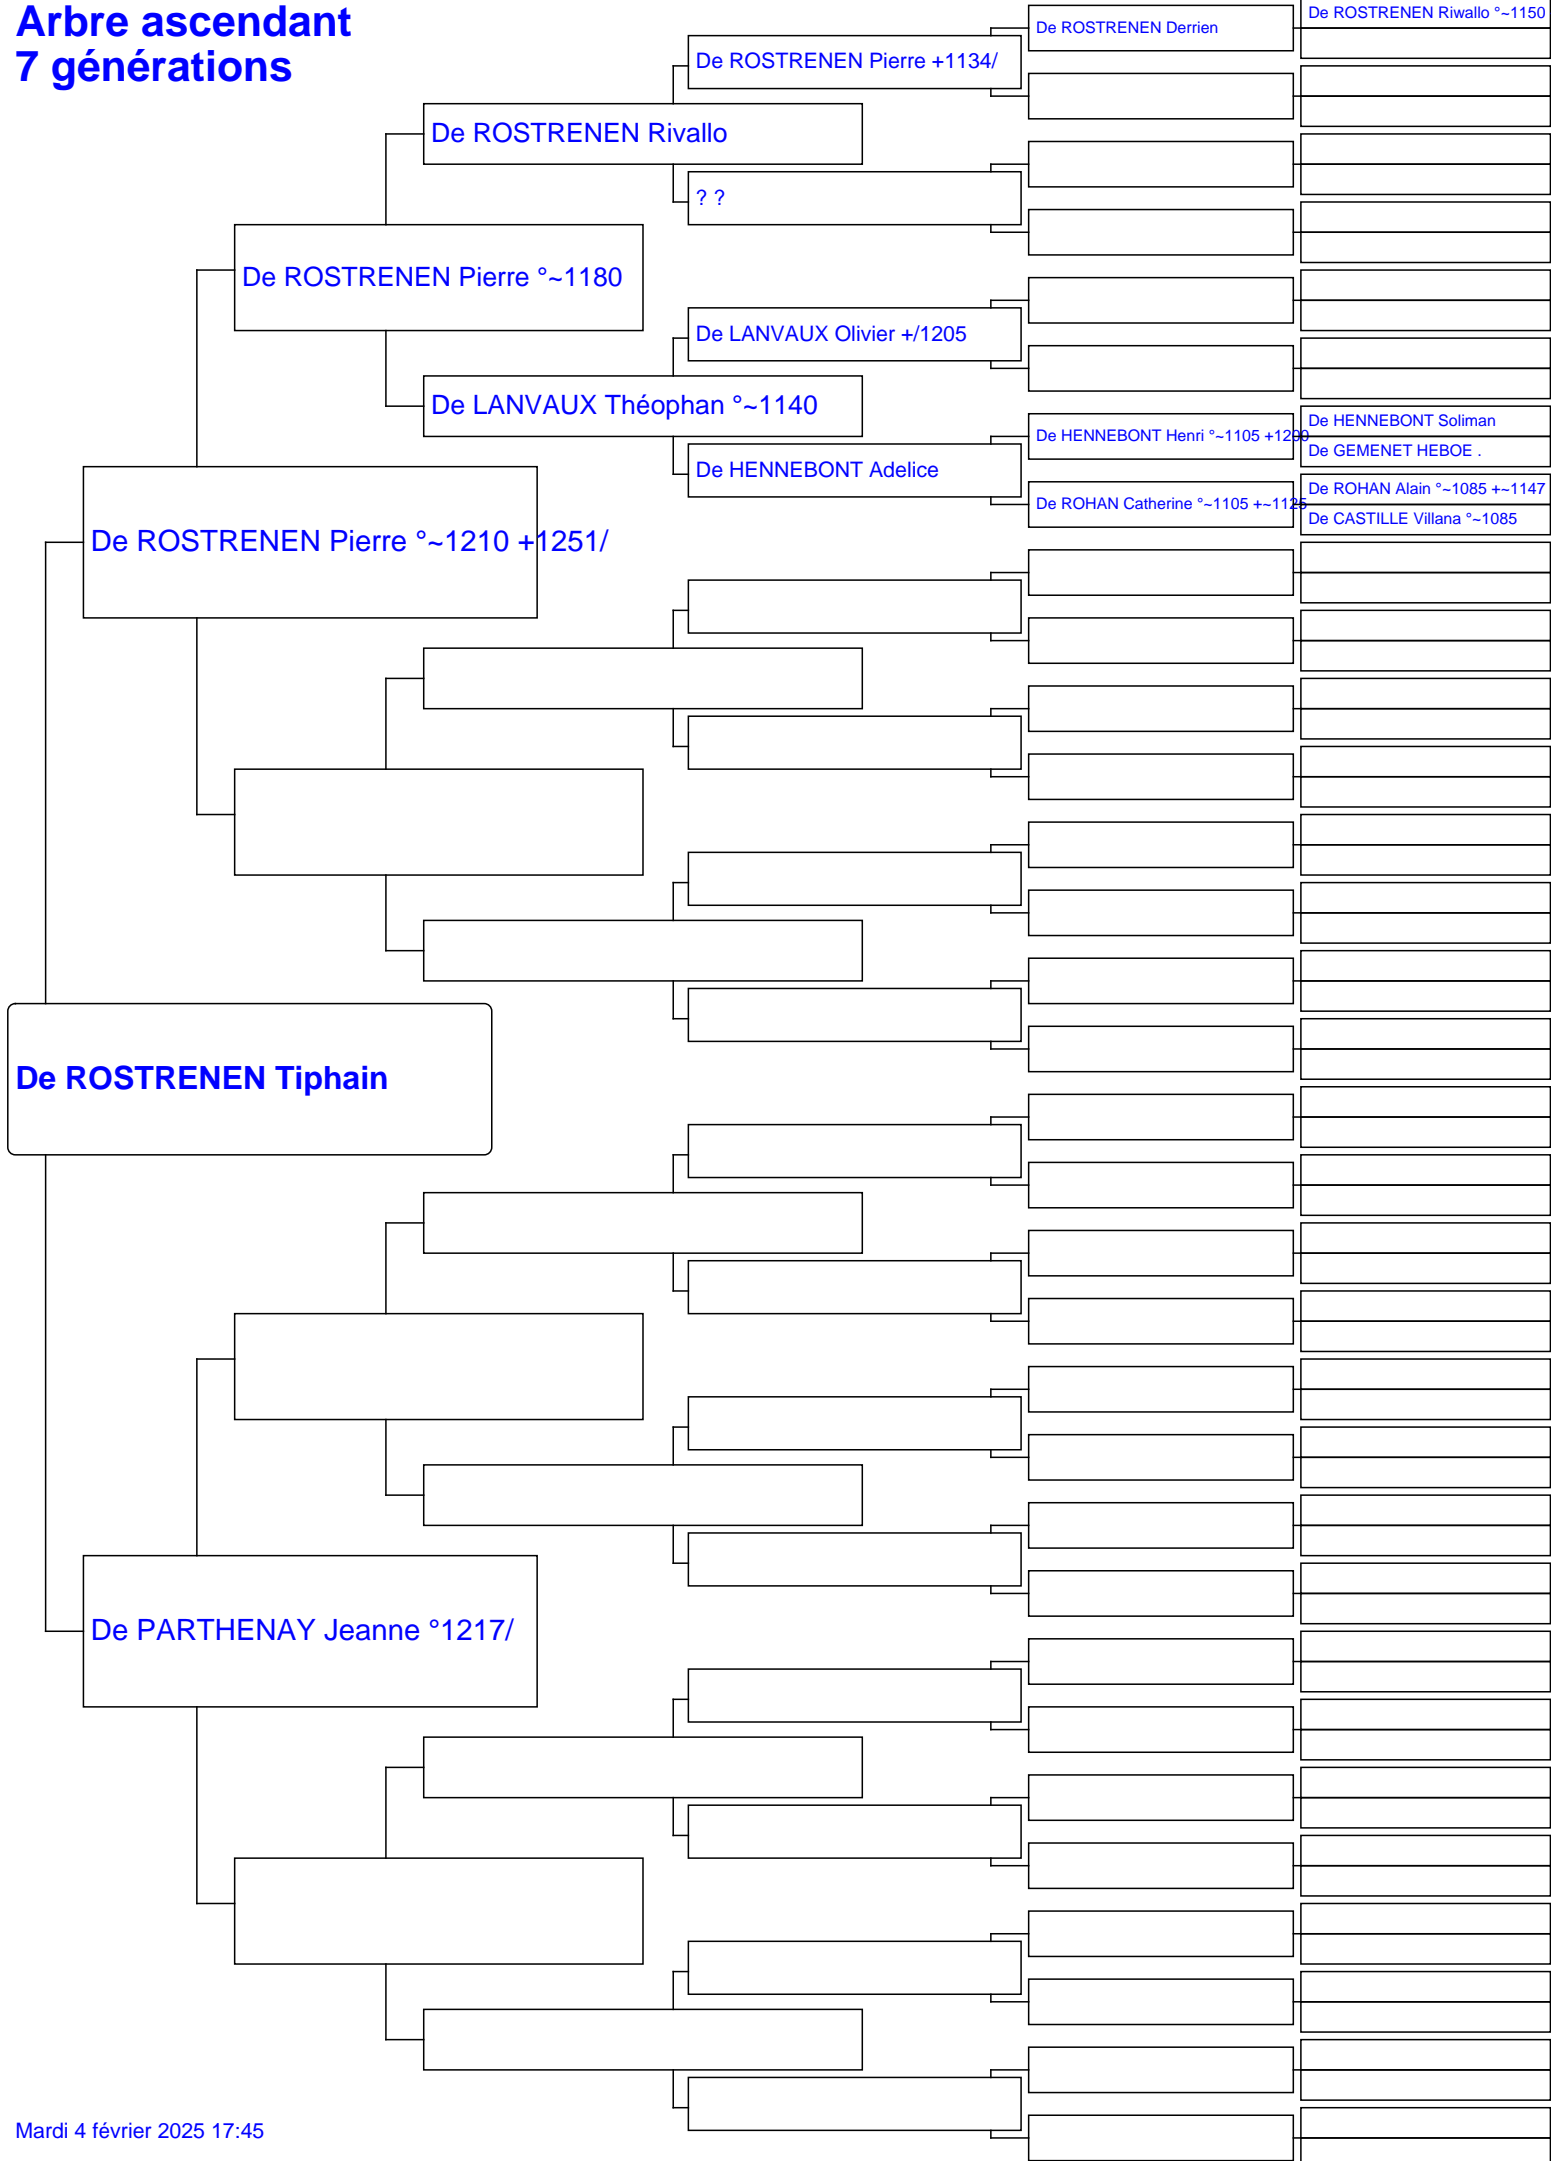 Arbre ascendant
7 générations
De ROSTRENEN Riwallo °~1150
De ROSTRENEN Derrien
De ROSTRENEN Pierre +1134/
De ROSTRENEN Rivallo
? ?
De ROSTRENEN Pierre °~1180
De LANVAUX Olivier +/1205
De LANVAUX Théophan °~1140
De HENNEBONT Soliman
De HENNEBONT Henri °~1105 +1200
De GEMENET HEBOE .
De HENNEBONT Adelice
De ROHAN Alain °~1085 +~1147
De ROHAN Catherine °~1105 +~1125
De CASTILLE Villana °~1085
De ROSTRENEN Pierre °~1210 +1251/
De ROSTRENEN Tiphain
De PARTHENAY Jeanne °1217/
Mardi 4 février 2025 17:45